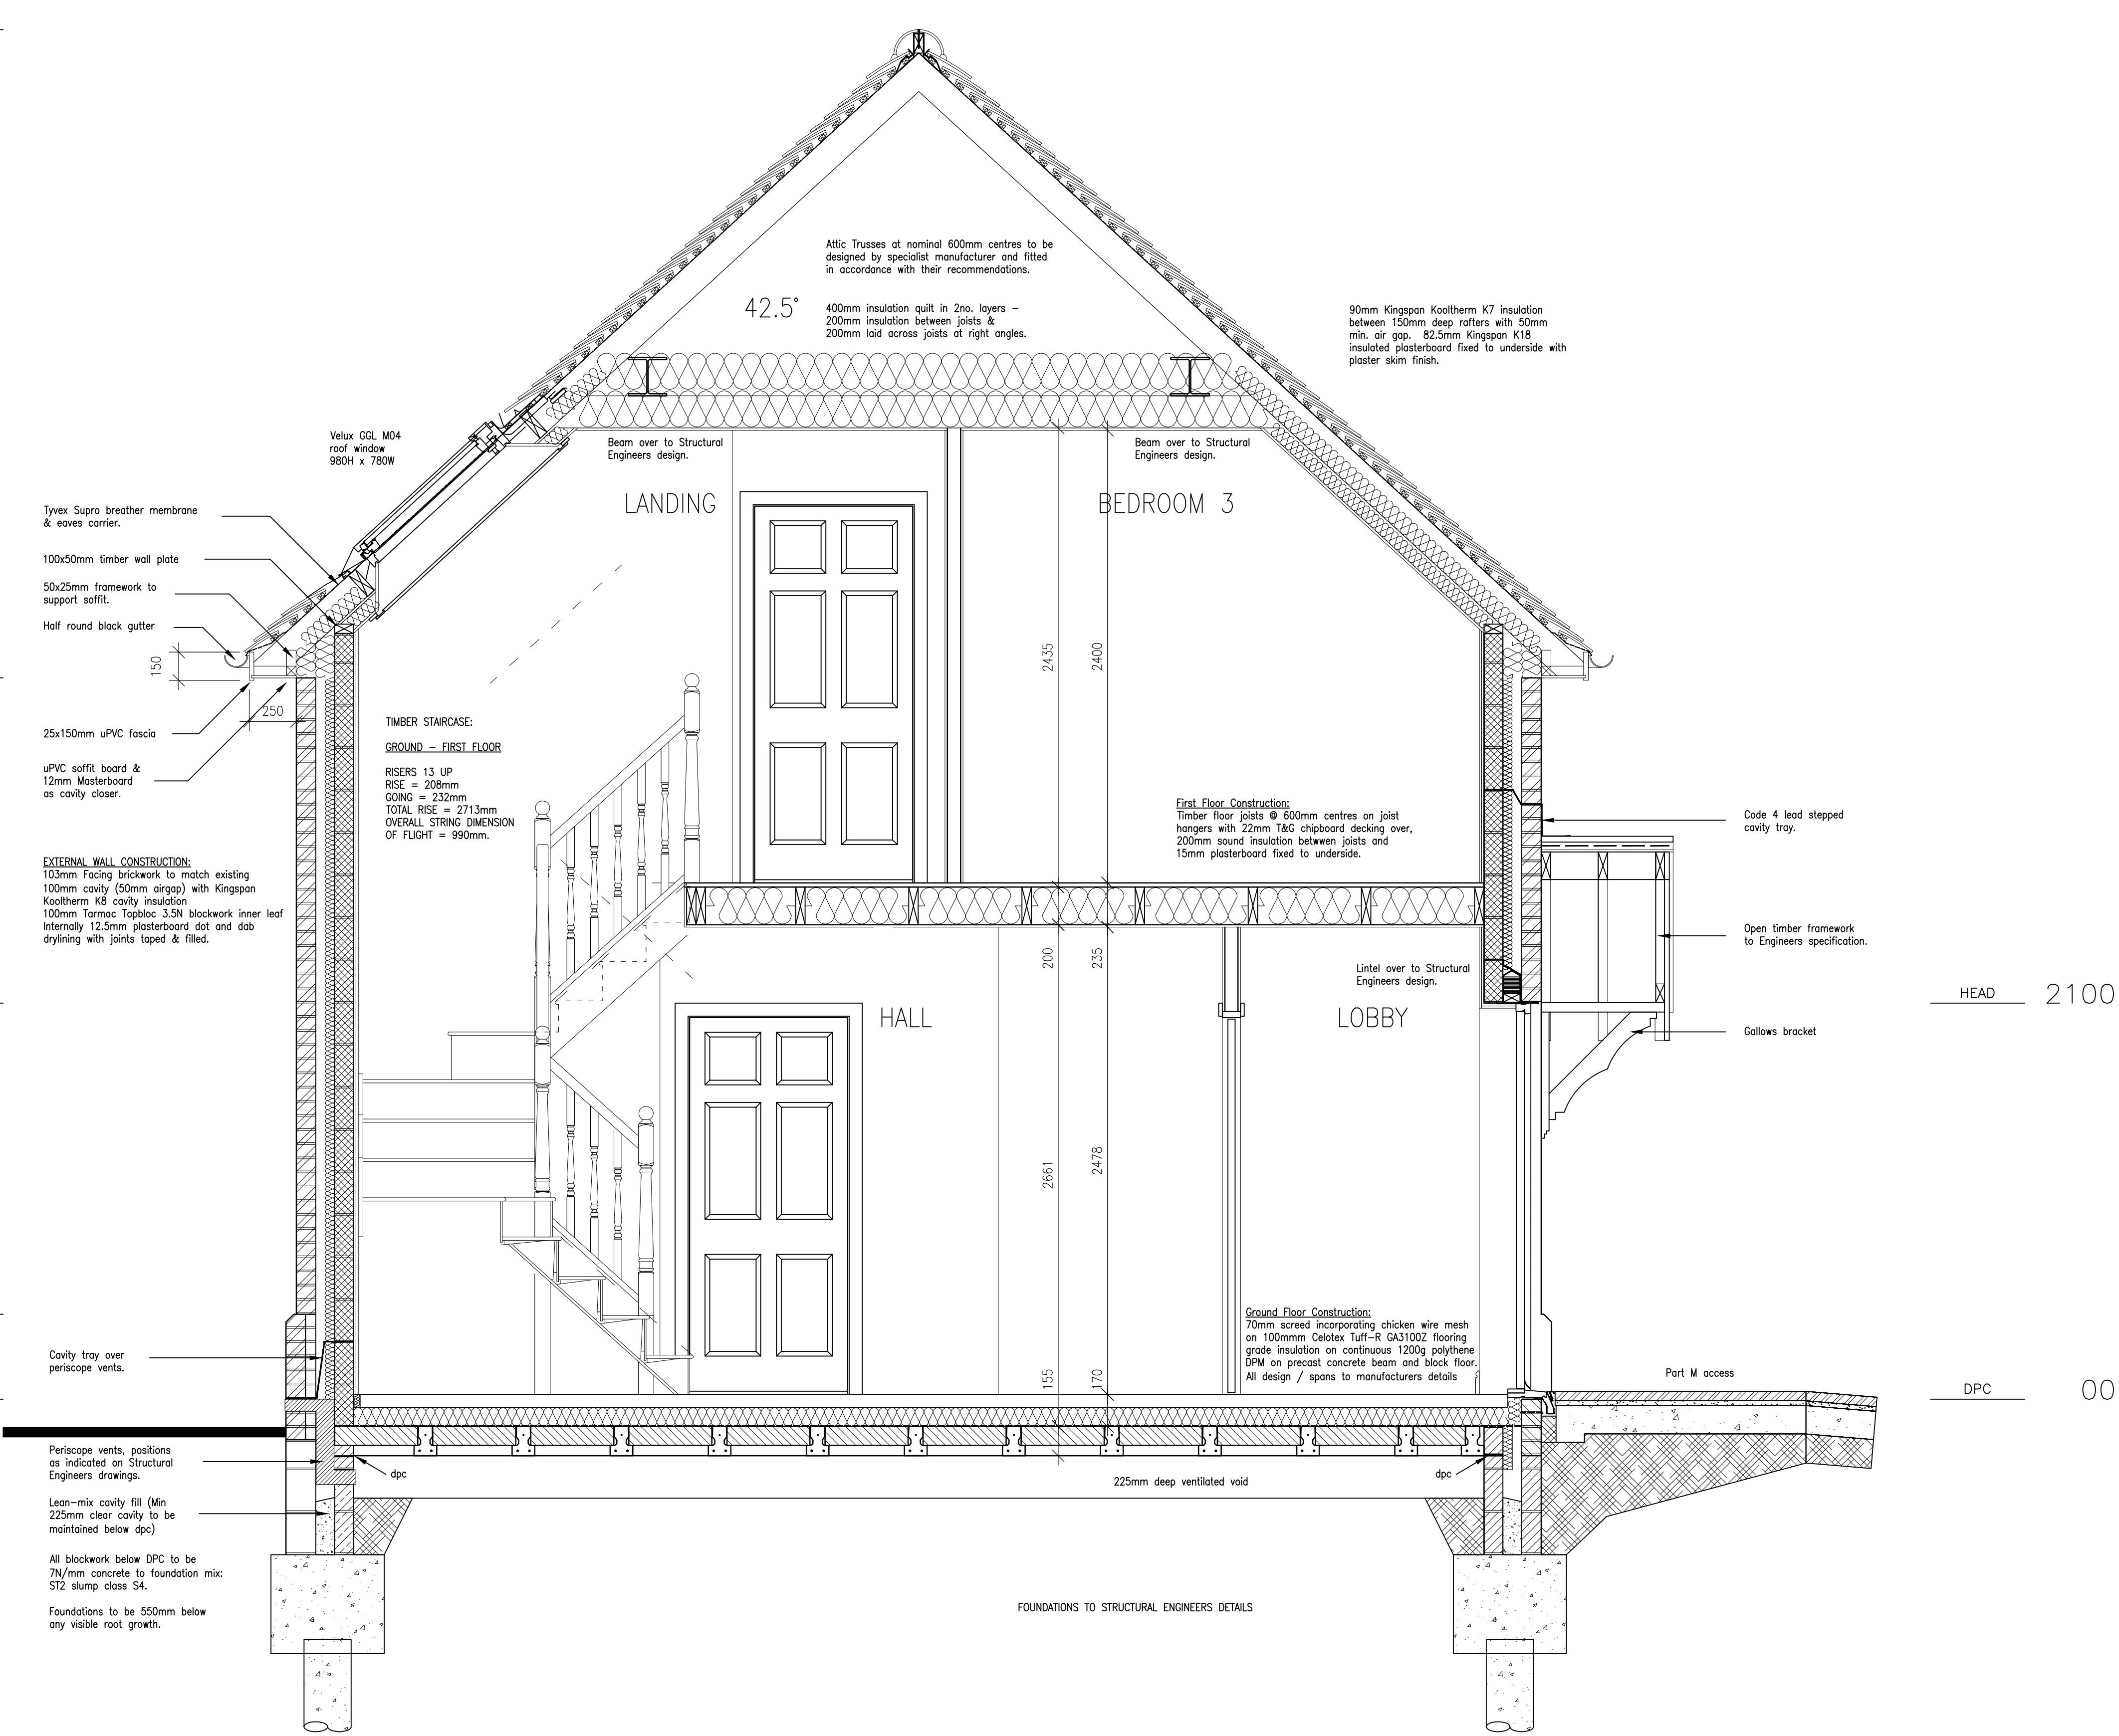 Attic Trusses at nominal 600mm centres to be
designed by specialist manufacturer and fitted
in accordance with their recommendations.
42.5°
400mm insulation quilt in 2no. layers –
200mm insulation between joists &
200mm laid across joists at right angles.
90mm Kingspan Kooltherm K7 insulation
between 150mm deep rafters with 50mm
min. air gap. 82.5mm Kingspan K18
insulated plasterboard fixed to underside with
plaster skim finish.
Velux GGL M04
roof window
980H x 780W
Beam over to Structural
Engineers design.
Beam over to Structural
Engineers design.
LANDING
BEDROOM 3
Tyvex Supro breather membrane
& eaves carrier.
100x50mm timber wall plate
50x25mm framework to
support soffit.
Half round black gutter
150
250
25x150mm uPVC fascia
uPVC soffit board &
12mm Masterboard
as cavity closer.
2435
2400
TIMBER STAIRCASE:
GROUND – FIRST FLOOR
RISERS 13 UP
RISE = 208mm
GOING = 232mm
TOTAL RISE = 2713mm
OVERALL STRING DIMENSION
OF FLIGHT = 990mm.
First Floor Construction:
Timber floor joists @ 600mm centres on joist
hangers with 22mm T&G chipboard decking over,
200mm sound insulation betwwen joists and
15mm plasterboard fixed to underside.
Code 4 lead stepped
cavity tray.
EXTERNAL WALL CONSTRUCTION:
103mm Facing brickwork to match existing
100mm cavity (50mm airgap) with Kingspan
Kooltherm K8 cavity insulation
100mm Tarmac Topbloc 3.5N blockwork inner leaf
Internally 12.5mm plasterboard dot and dab
drylining with joints taped & filled.
Open timber framework
to Engineers specification.
200
235
Lintel over to Structural
Engineers design.
HEAD 2100
HALL
LOBBY
Gallows bracket
2661
2478
Ground Floor Construction:
70mm screed incorporating chicken wire mesh
on 100mmm Celotex Tuff-R GA3100Z flooring
grade insulation on continuous 1200g polythene
DPM on precast concrete beam and block floor.
All design / spans to manufacturers details
Cavity tray over
periscope vents.
155
170
Part M access
DPC 00
Periscope vents, positions
as indicated on Structural
Engineers drawings.
dpc
225mm deep ventilated void
dpc
Lean-mix cavity fill (Min
225mm clear cavity to be
maintained below dpc)
All blockwork below DPC to be
7N/mm concrete to foundation mix:
ST2 slump class S4.
Foundations to be 550mm below
any visible root growth.
FOUNDATIONS TO STRUCTURAL ENGINEERS DETAILS